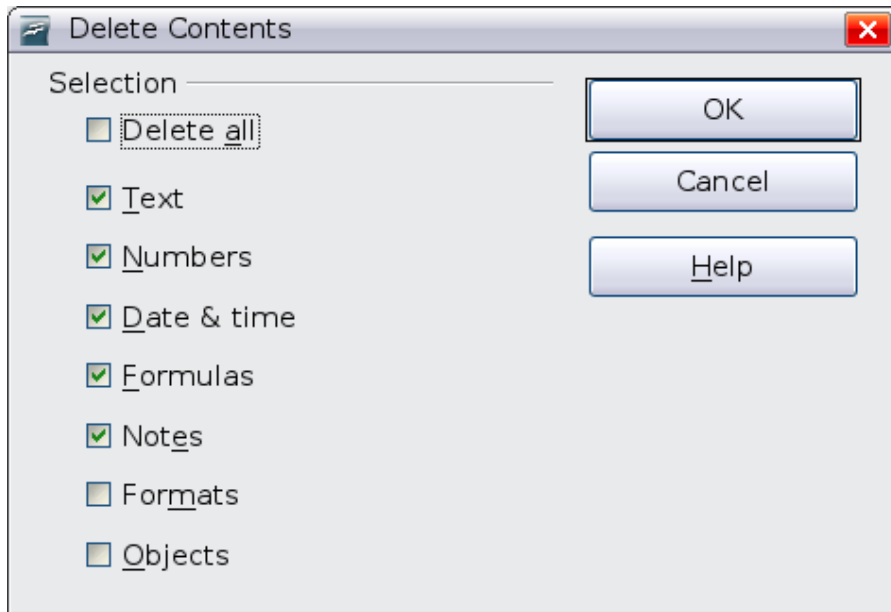 Delete Contents
Selection
Delete all
Text
Numbers
Date & time
Formulas
Notes
Formats
Objects
OK
Cancel
Help